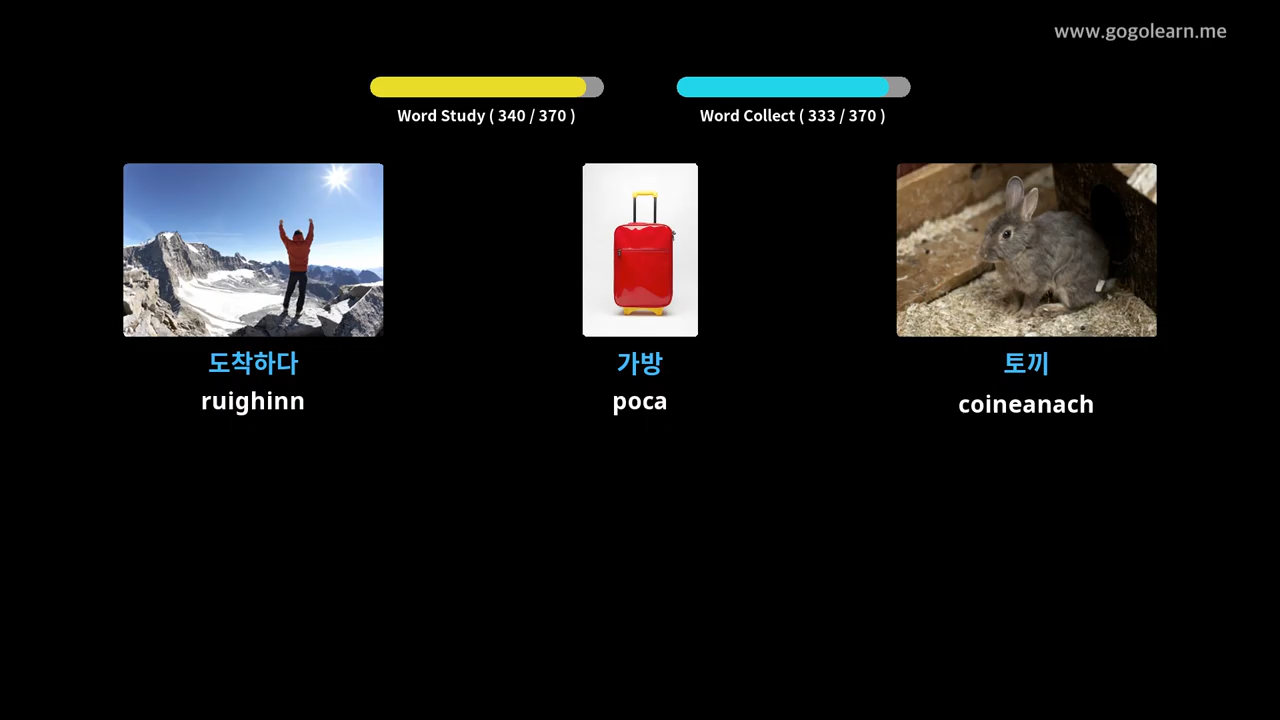 www.gogolearn.me
Word Study ( 340 / 370 )
Word Collect ( 333 / 370 )
도착하다
가방
토끼
ruighinn
poca
coineanach